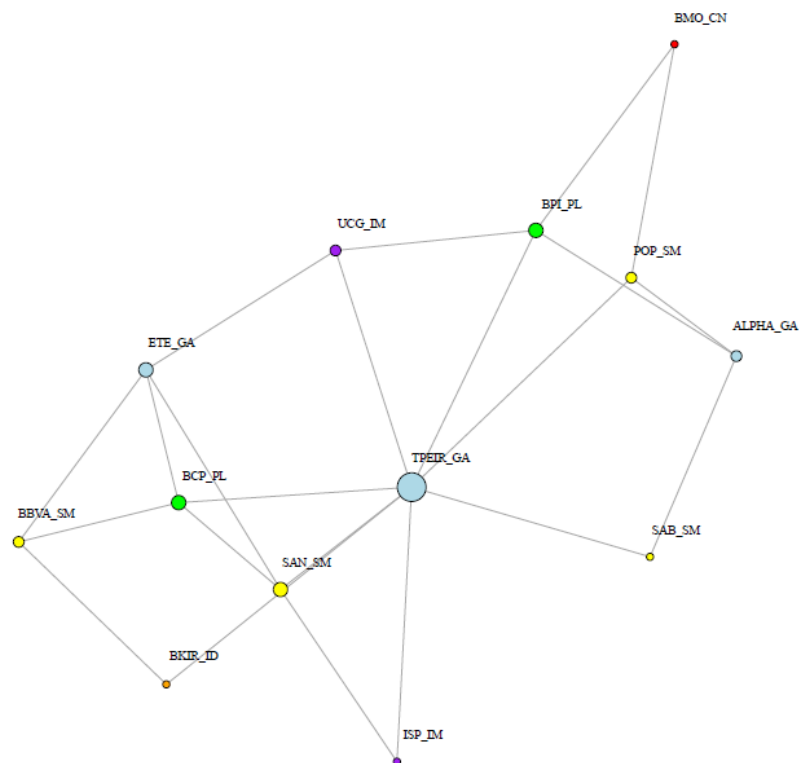 BMO_CN
BPI_PL
UCG_IM
POP_SM
ALPHA_GA
ETE_GA
TPEIR_GA
BCP_PL
BBVA_SM
SAB_SM
SAN_SM
BKIR_ID
ISP_IM